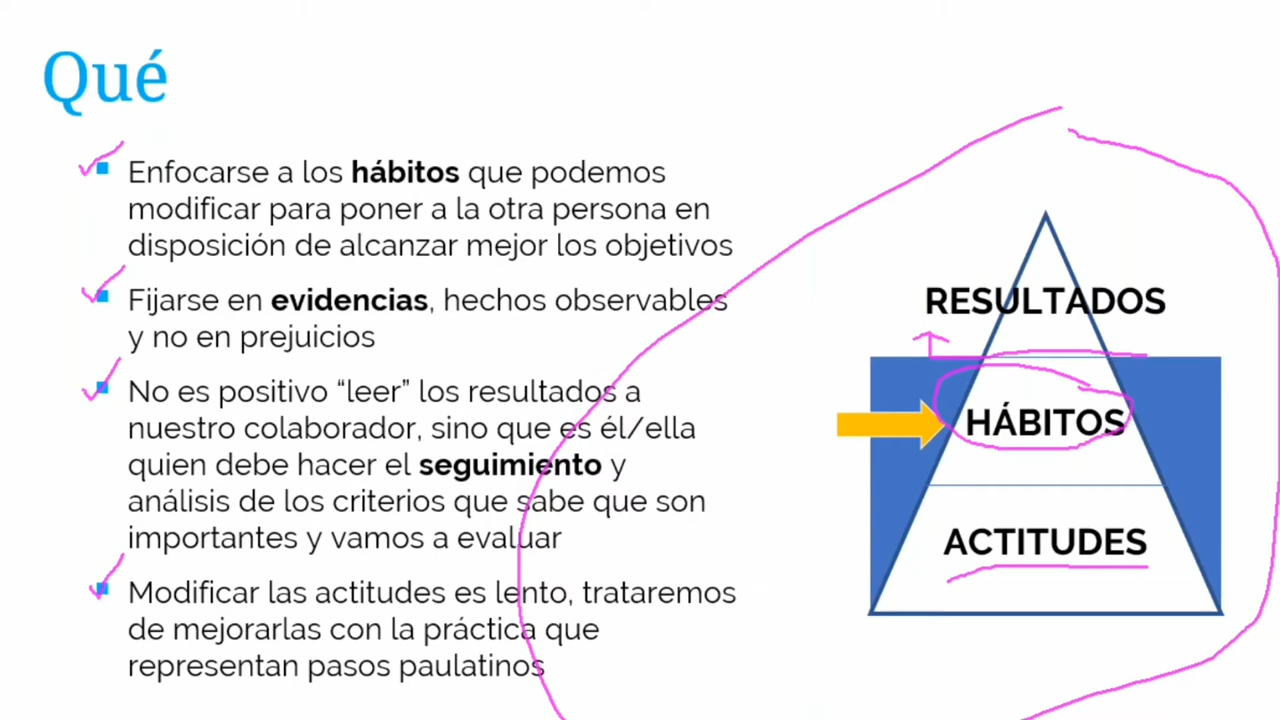 Qué
Enfocarse a los hábitos que podemos
modificar para poner a la otra persona en
disposición de alcanzar mejor los objetivos
Fijarse en evidencias, hechos observables
y no en prejuicios
No es positivo “leer” los resultados a
nuestro colaborador, sino que es él/ella
quien debe hacer el seguimiento y
análisis de los criterios que sabe que son
importantes y vamos a evaluar
Modificar las actitudes es lento, trataremos
de mejorarlas con la práctica que
representan pasos paulatinos
RESULTADOS
HÁBITOS
ACTITUDES